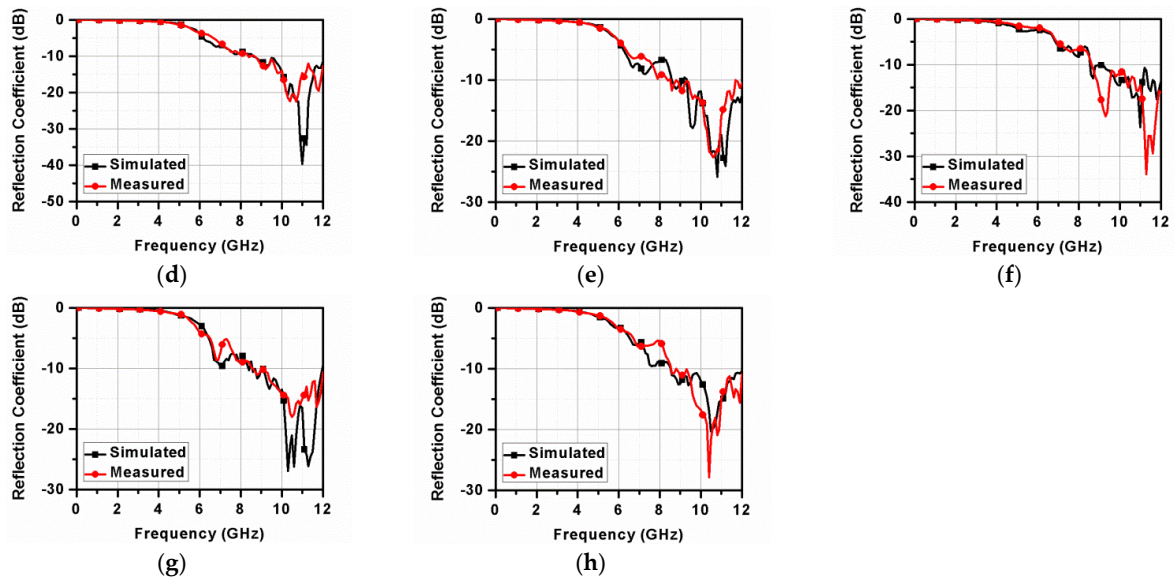 Reflection Coefficient (dB)
0
-10
-20
-30
-40
-50
Simulated
Measured
0 2 4 6 8 10 12
Frequency (GHz)
(d)
Reflection Coefficient (dB)
0
-10
-20
-30
Simulated
Measured
0 2 4 6 8 10 12
Frequency (GHz)
(e)
Reflection Coefficient (dB)
0
-10
-20
-30
-40
Simulated
Measured
0 2 4 6 8 10 12
Frequency (GHz)
(f)
Reflection Coefficient (dB)
0
-10
-20
-30
Simulated
Measured
0 2 4 6 8 10 12
Frequency (GHz)
(g)
Reflection Coefficient (dB)
0
-10
-20
-30
Simulated
Measured
0 2 4 6 8 10 12
Frequency (GHz)
(h)